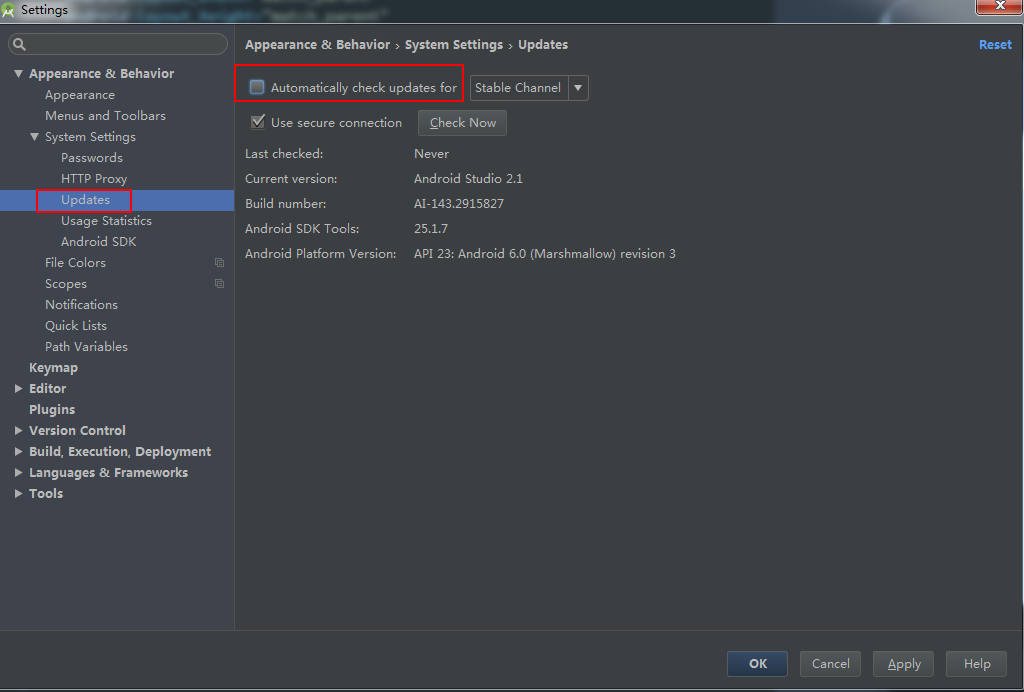 Settings
Appearance & Behavior › System Settings › Updates
Reset
Appearance & Behavior
Appearance
Menus and Toolbars
System Settings
Passwords
HTTP Proxy
Updates
Usage Statistics
Android SDK
File Colors
Scopes
Notifications
Quick Lists
Path Variables
Keymap
Editor
Plugins
Version Control
Build, Execution, Deployment
Languages & Frameworks
Tools
Automatically check updates for Stable Channel
Use secure connection Check Now
Last checked: Never
Current version: Android Studio 2.1
Build number: AI-143.2915827
Android SDK Tools: 25.1.7
Android Platform Version: API 23: Android 6.0 (Marshmallow) revision 3
OK Cancel Apply Help